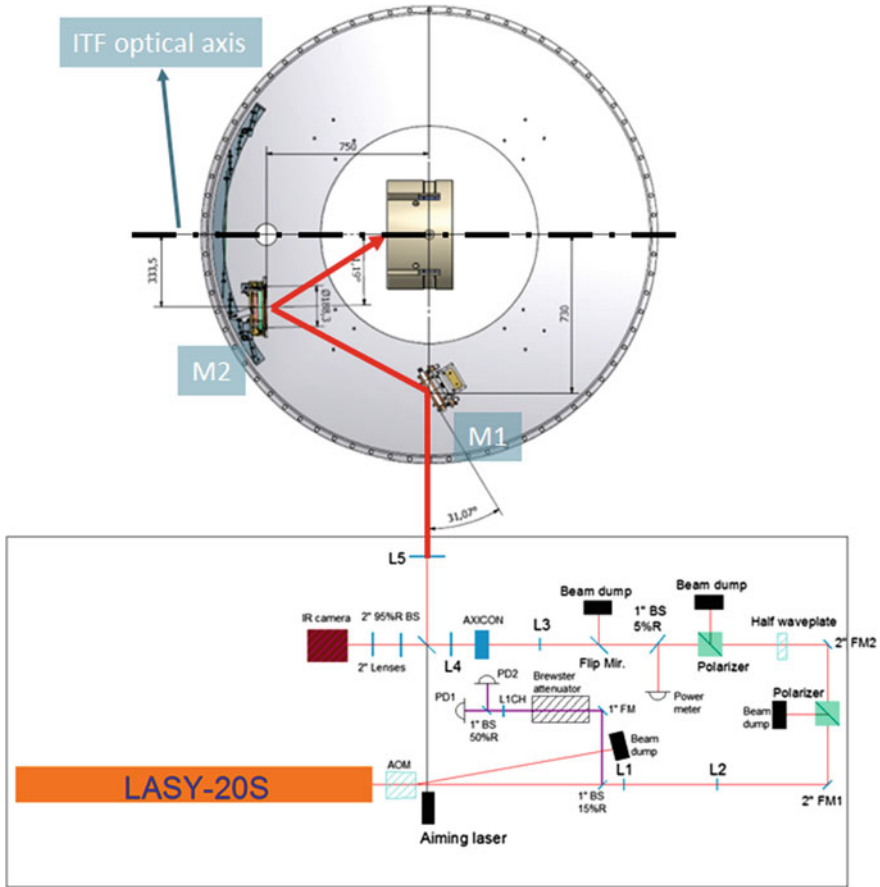 ITF optical axis
750
333,5
1,19°
Ø188,3
730
M2
M1
31,07°
L5
Beam dump
Beam dump
1" BS
5%R
Half waveplate
IR camera
2" 95%R BS
AXICON
L3
2" FM2
2" Lenses
L4
Flip Mir.
Polarizer
PD2
Brewster
attenuator
Power
meter
Polarizer
PD1
L1CH
1" FM
Beam
dump
1" BS
50%R
Beam
dump
AOM
L1
L2
LASY-20S
1" BS
15%R
2" FM1
Aiming laser